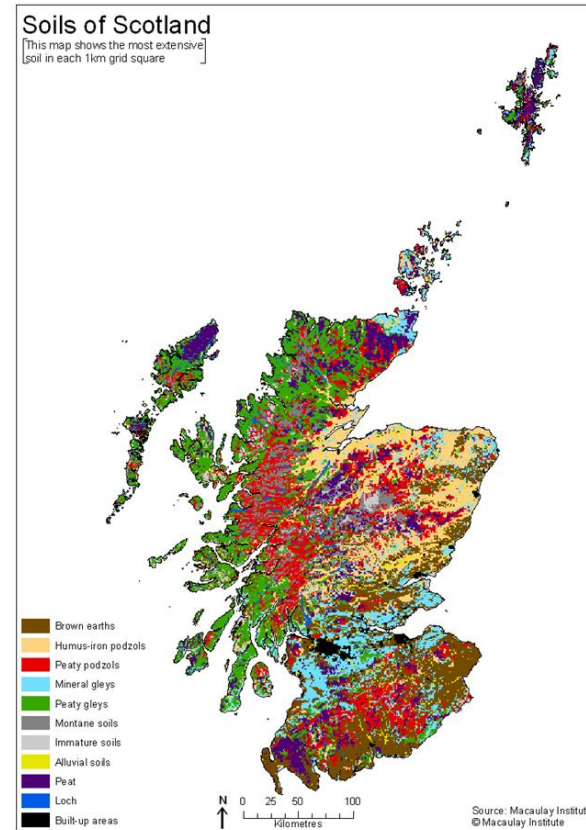 Soils of Scotland
[This map shows the most extensive
soil in each 1km grid square]
Brown earths
Humus-iron podzols
Peaty podzols
Mineral gleys
Peaty gleys
Montane soils
Immature soils
Alluvial soils
Peat
Loch
Built-up areas
N
0 25 50 100
Kilometres
Source: Macaulay Institut
©Macaulay Institute